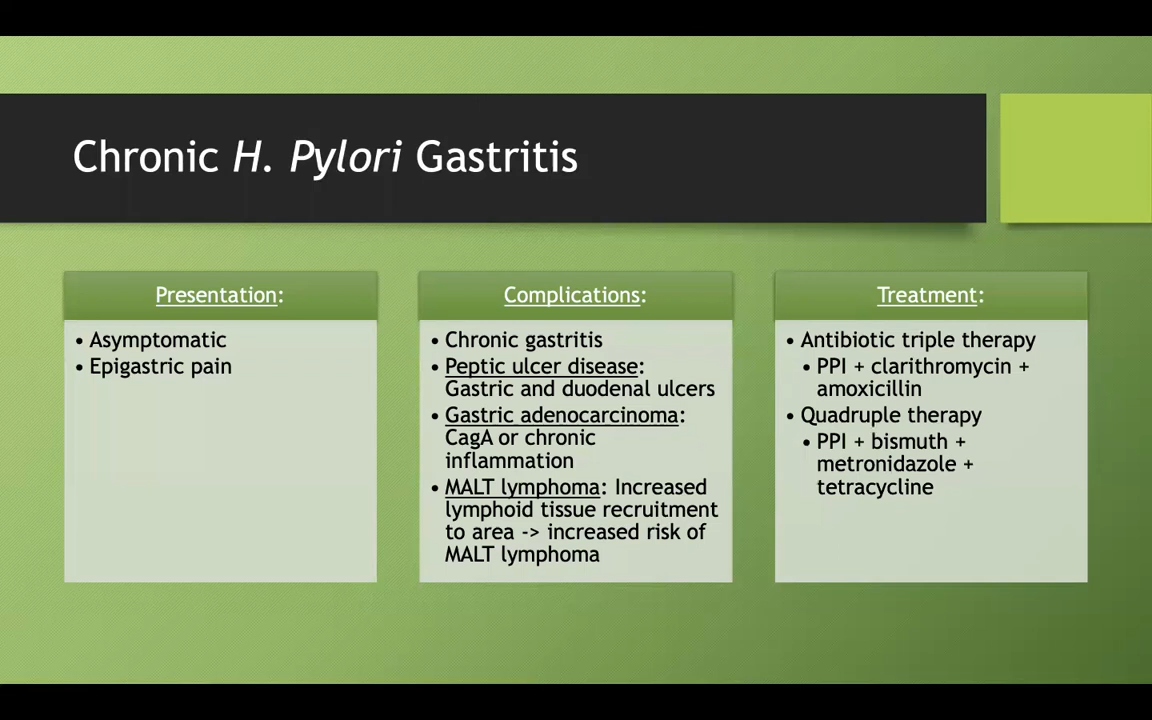 Chronic H. Pylori Gastritis
Presentation:
• Asymptomatic
• Epigastric pain
Complications:
• Chronic gastritis
• Peptic ulcer disease:
Gastric and duodenal ulcers
• Gastric adenocarcinoma:
CagA or chronic
inflammation
• MALT lymphoma: Increased
lymphoid tissue recruitment
to area -> increased risk of
MALT lymphoma
Treatment:
• Antibiotic triple therapy
• PPI + clarithromycin +
amoxicillin
• Quadruple therapy
• PPI + bismuth +
metronidazole +
tetracycline